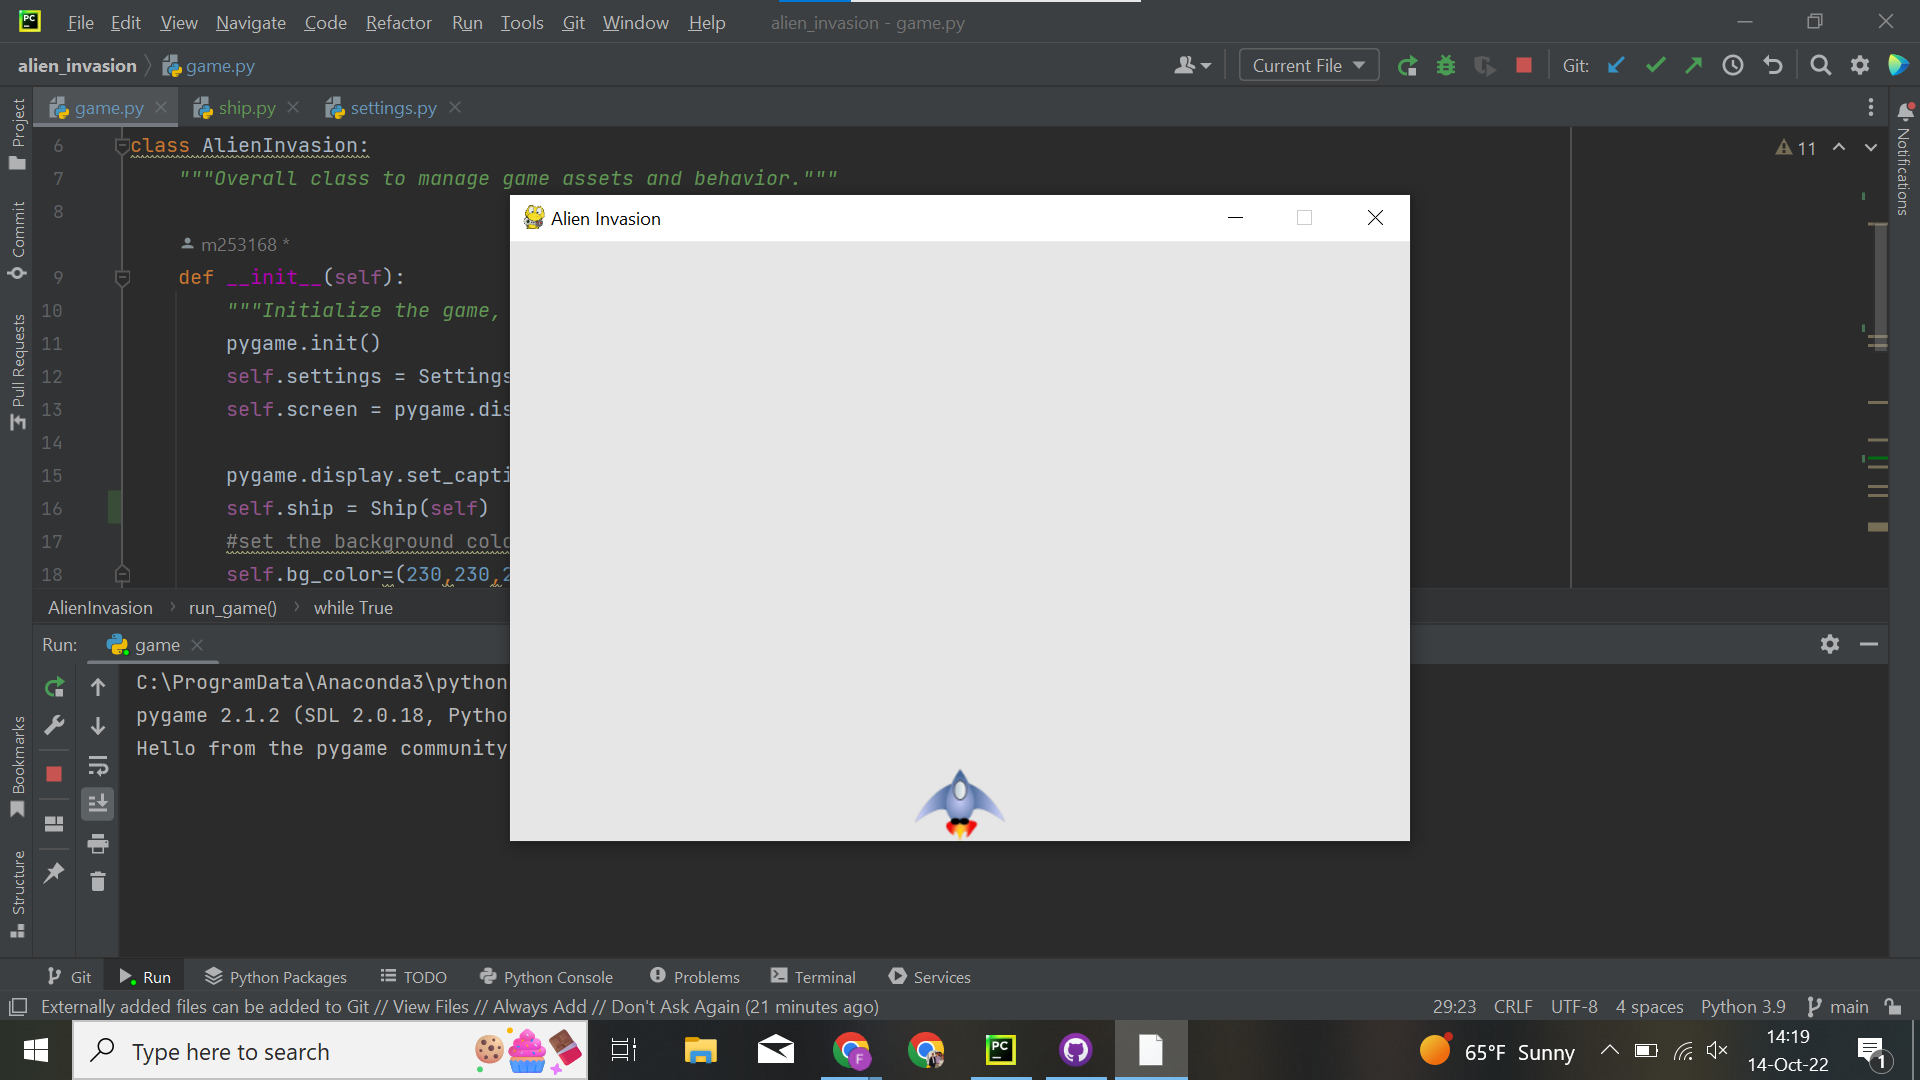 PC
File Edit View Navigate Code Refactor Run Tools Git Window Help alien_invasion - game.py
alen_invasion game.py Current File Git:
game.py ship.py settings.py
6 class AlienInvasion: 11
7 """Overall class to manage game assets and behavior."""
8
m253168 *
9 def __init__(self):
10 """Initialize the game,
11 pygame.init()
12 self.settings = Settings
13 self.screen = pygame.dis
14
15 pygame.display.set_capti
16 self.ship = Ship(self)
17 #set the background colo
18 self.bg_color=(230,230,2
Alien Invasion
AlienInvasion run_game() while True
Run: game
C:\ProgramData\Anaconda3\python
pygame 2.1.2 (SDL 2.0.18, Pytho
Hello from the pygame community
Project
Commit
Pull Requests
Bookmarks
Structure
Notifications
Git Run Python Packages TODO Python Console Problems Terminal Services
Externally added files can be added to Git // View Files // Always Add // Don't Ask Again (21 minutes ago) 29:23 CRLF UTF-8 4 spaces Python 3.9 main
Type here to search F PC 65°F Sunny 14:19
14-Oct-22 1